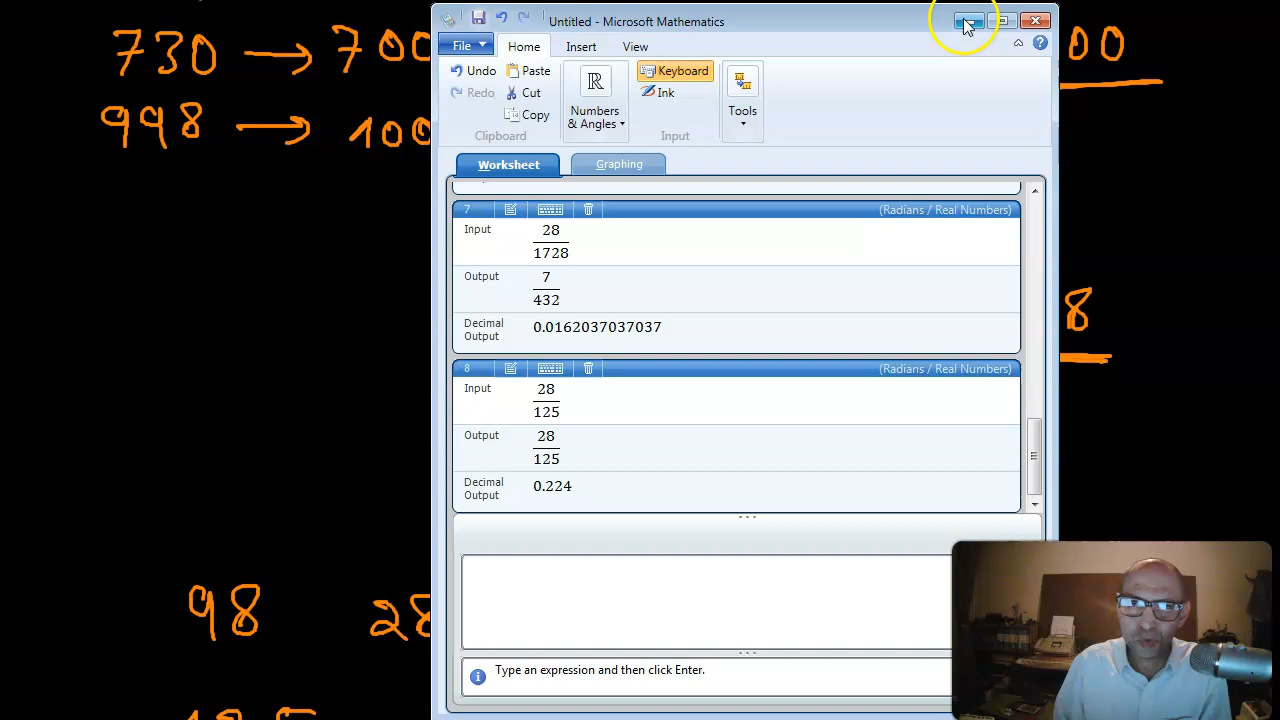 Untitled - Microsoft Mathematics
File Home Insert View
Undo Paste
Redo Cut
Copy
Clipboard
Numbers & Angles
Keyboard
Ink
Input
Tools
Worksheet Graphing
7 (Radians / Real Numbers)
Input 28
1728
Output 7
432
Decimal Output 0.0162037037037
8 (Radians / Real Numbers)
Input 28
125
Output 28
125
Decimal Output 0.224
Type an expression and then click Enter.
730 → 700
998 → 100
00
8
98 28